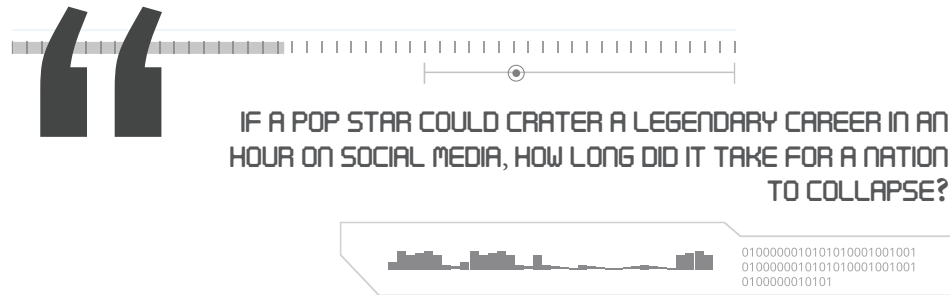 “
IF A POP STAR COULD CRATER A LEGENDARY CAREER IN AN
HOUR ON SOCIAL MEDIA, HOW LONG DID IT TAKE FOR A NATION
TO COLLAPSE?
0100000010101010001001001
0100000010101010001001001
0100000010101